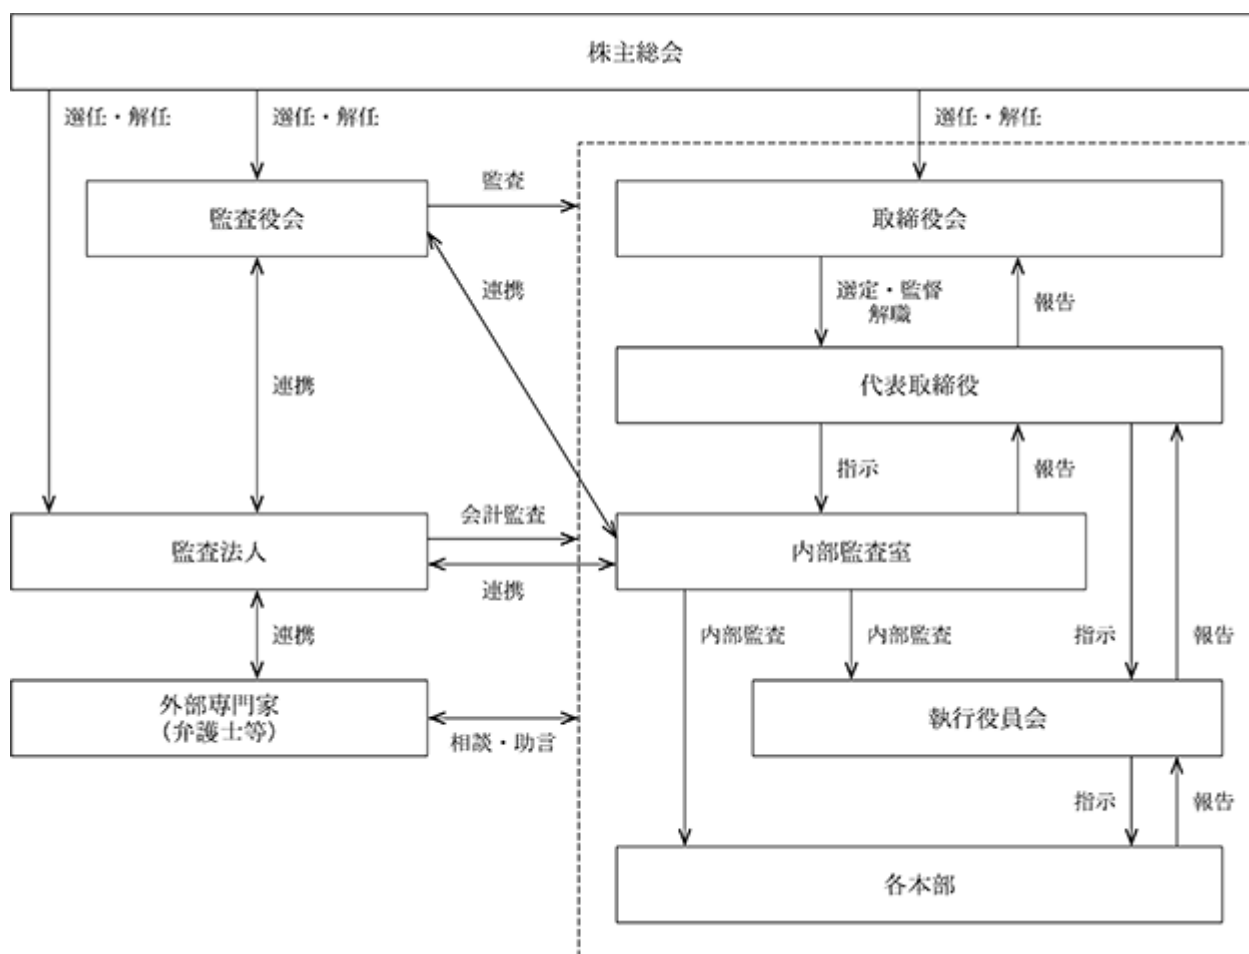 株主総会
選任・解任
選任・解任
選任・解任
監査役会
監査
取締役会
連携
選定・監督
解職
報告
連携
代表取締役
指示
報告
監査法人
会計監査
連携
内部監査室
連携
内部監査
内部監査
指示
報告
外部専門家
（弁護士等）
相談・助言
執行役員会
指示
報告
各本部